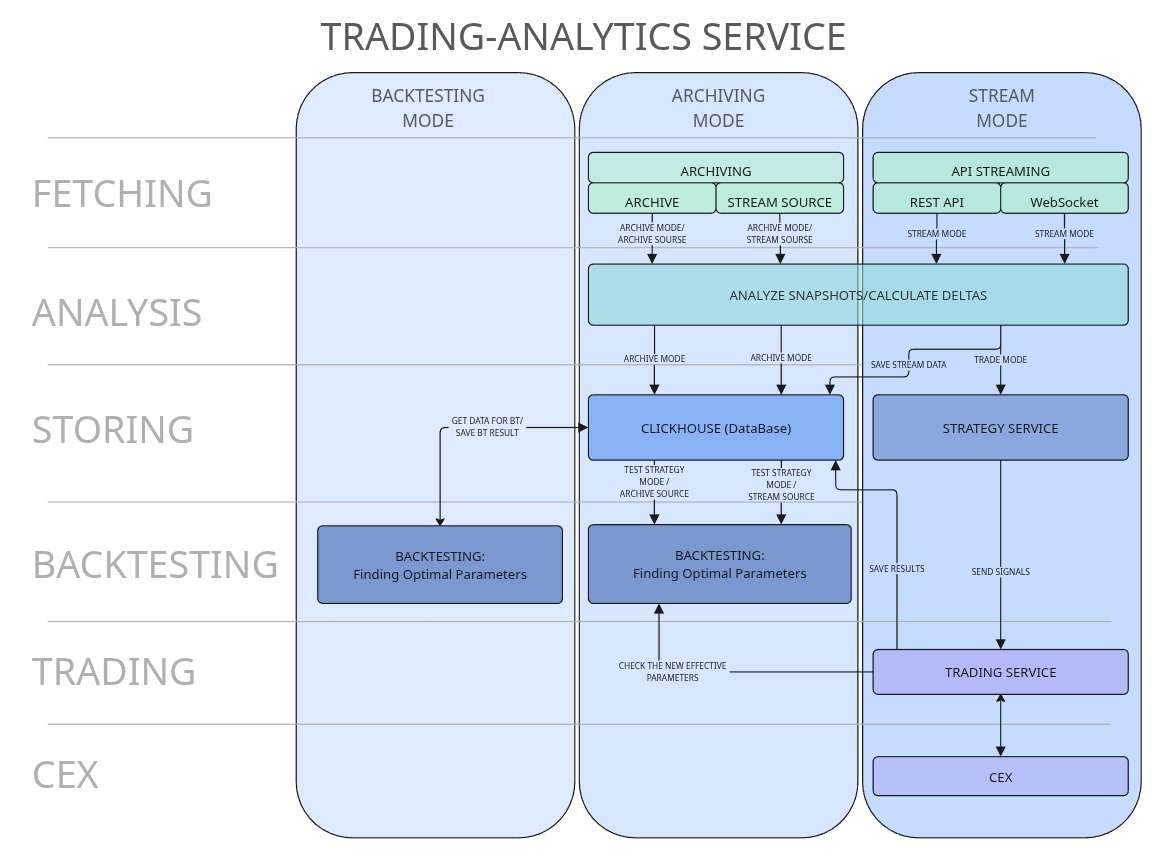 TRADING-ANALYTICS SERVICE
BACKTESTING
MODE
ARCHIVING
MODE
STREAM
MODE
FETCHING
ARCHIVING
ARCHIVE
STREAM SOURCE
API STREAMING
REST API
WebSocket
ARCHIVE MODE/
ARCHIVE SOURSE
ARCHIVE MODE/
STREAM SOURSE
STREAM MODE
STREAM MODE
ANALYSIS
ANALYZE SNAPSHOTS/CALCULATE DELTAS
ARCHIVE MODE
ARCHIVE MODE
SAVE STREAM DATA
TRADE MODE
STORING
GET DATA FOR BT/
SAVE BT RESULT
CLICKHOUSE (DataBase)
STRATEGY SERVICE
TEST STRATEGY
MODE /
ARCHIVE SOURCE
TEST STRATEGY
MODE /
STREAM SOURCE
BACKTESTING
BACKTESTING:
Finding Optimal Parameters
BACKTESTING:
Finding Optimal Parameters
SAVE RESULTS
SEND SIGNALS
TRADING
CHECK THE NEW EFFECTIVE
PARAMETERS
TRADING SERVICE
CEX
CEX